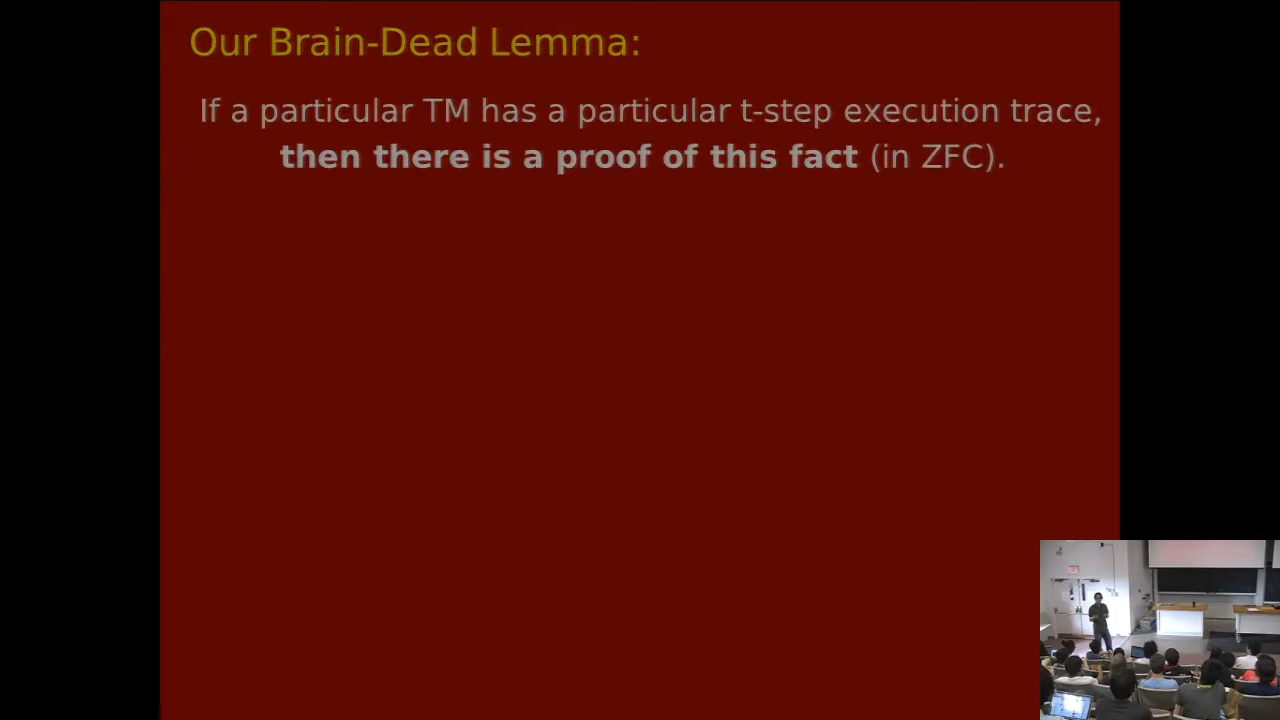 Our Brain-Dead Lemma:
If a particular TM has a particular t-step execution trace,
then there is a proof of this fact (in ZFC).